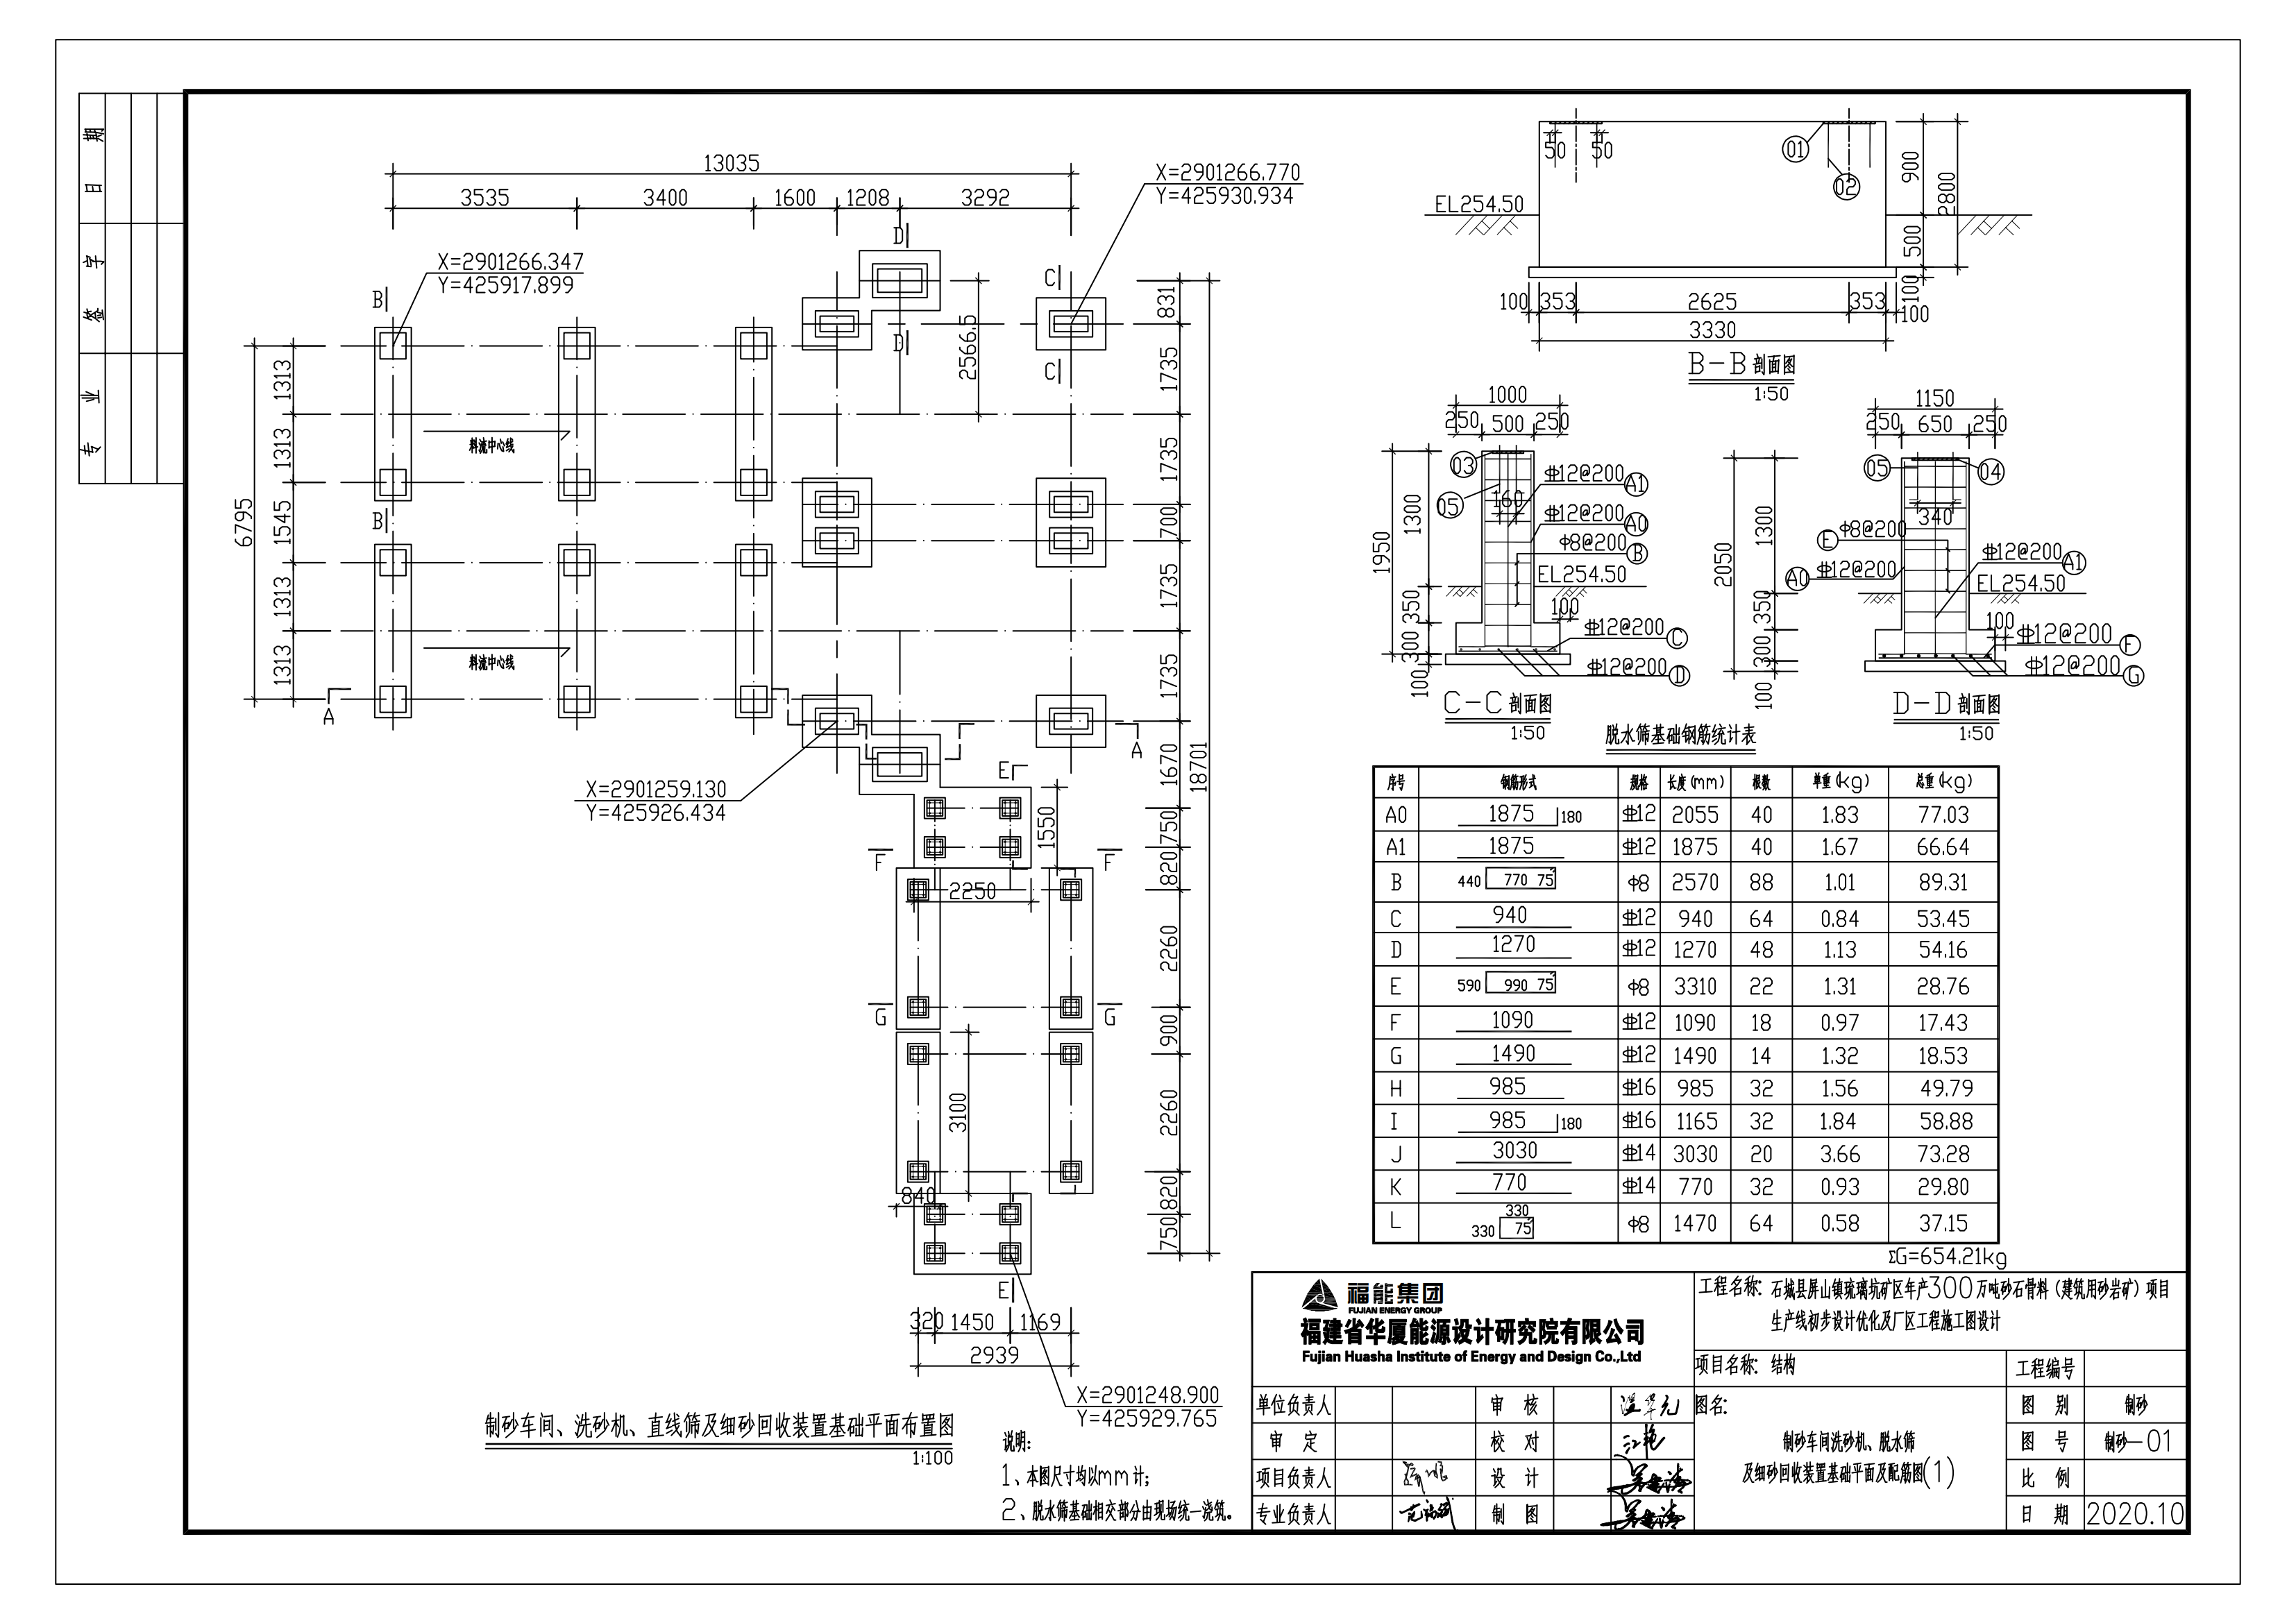 日 期
签 字
专 业
13035
3535
3400
1600
1208
3292
X=2901266.770
Y=425930.934
X=2901266.347
Y=425917.899
B
B
D
D
C
C
831
1735
2566.5
1735
700
1735
1735
1670
18701
750
820
2260
900
2260
820
750
6795
1313
1313
1545
1313
1313
料流中心线
料流中心线
A
A
X=2901259.130
Y=425926.434
E
1550
F
F
2250
G
G
3100
840
E
320
1450
1169
2939
X=2901248.900
Y=425929.765
制砂车间、洗砂机、直线筛及细砂回收装置基础平面布置图
1:100
说明:
1、本图尺寸均以mm计;
2、脱水筛基础相交部分由现场统一浇筑。
50
50
01
02
EL254.50
900
2800
500
100
100
100
353
2625
353
3330
B-B 剖面图
1:50
1000
250
500
250
03
05
160
⌀12@200 A1
⌀12@200 A0
⌀8@200 B
EL254.50
100
⌀12@200 C
⌀12@200 D
1950
1300
350
300
100
C-C 剖面图
1:50
1150
250
650
250
05
04
340
E ⌀8@200
A0 ⌀12@200
⌀12@200 A1
EL254.50
100
⌀12@200 F
⌀12@200 G
2050
1300
350
300
100
D-D 剖面图
1:50
脱水筛基础钢筋统计表
序号 钢筋形式 规格 长度(mm) 根数 单重(kg) 总重(kg)
A0 1875 180 ⌀12 2055 40 1.83 77.03
A1 1875 ⌀12 1875 40 1.67 66.64
B 440 770 75 ⌀8 2570 88 1.01 89.31
C 940 ⌀12 940 64 0.84 53.45
D 1270 ⌀12 1270 48 1.13 54.16
E 590 990 75 ⌀8 3310 22 1.31 28.76
F 1090 ⌀12 1090 18 0.97 17.43
G 1490 ⌀12 1490 14 1.32 18.53
H 985 ⌀16 985 32 1.56 49.79
I 985 180 ⌀16 1165 32 1.84 58.88
J 3030 ⌀14 3030 20 3.66 73.28
K 770 ⌀14 770 32 0.93 29.80
L 330 330 75 ⌀8 1470 64 0.58 37.15
ΣG=654.21kg
福能集团
FUJIAN ENERGY GROUP
福建省华厦能源设计研究院有限公司
Fujian Huasha Institute of Energy and Design Co.,Ltd
工程名称: 石城县屏山镇琉璃坑矿区年产300万吨砂石骨料（建筑用砂岩矿）项目
生产线初步设计优化及厂区工程施工图设计
项目名称: 结构
工程编号
单位负责人
审 核
图名:
图 别
制砂
审 定
校 对
制砂车间洗砂机、脱水筛
图 号
制砂-01
项目负责人
设 计
及细砂回收装置基础平面及配筋图(1)
比 例
专业负责人
制 图
日 期
2020.10